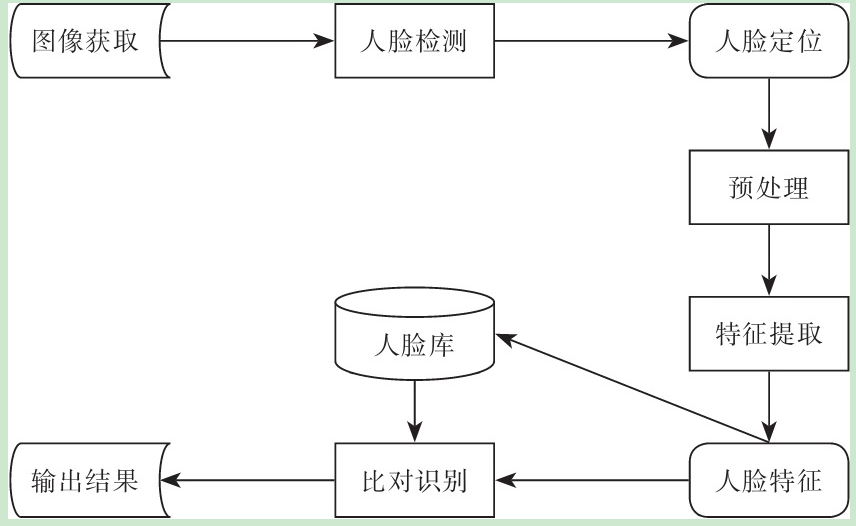 图像获取
人脸检测
人脸定位
预处理
特征提取
人脸库
人脸特征
比对识别
输出结果